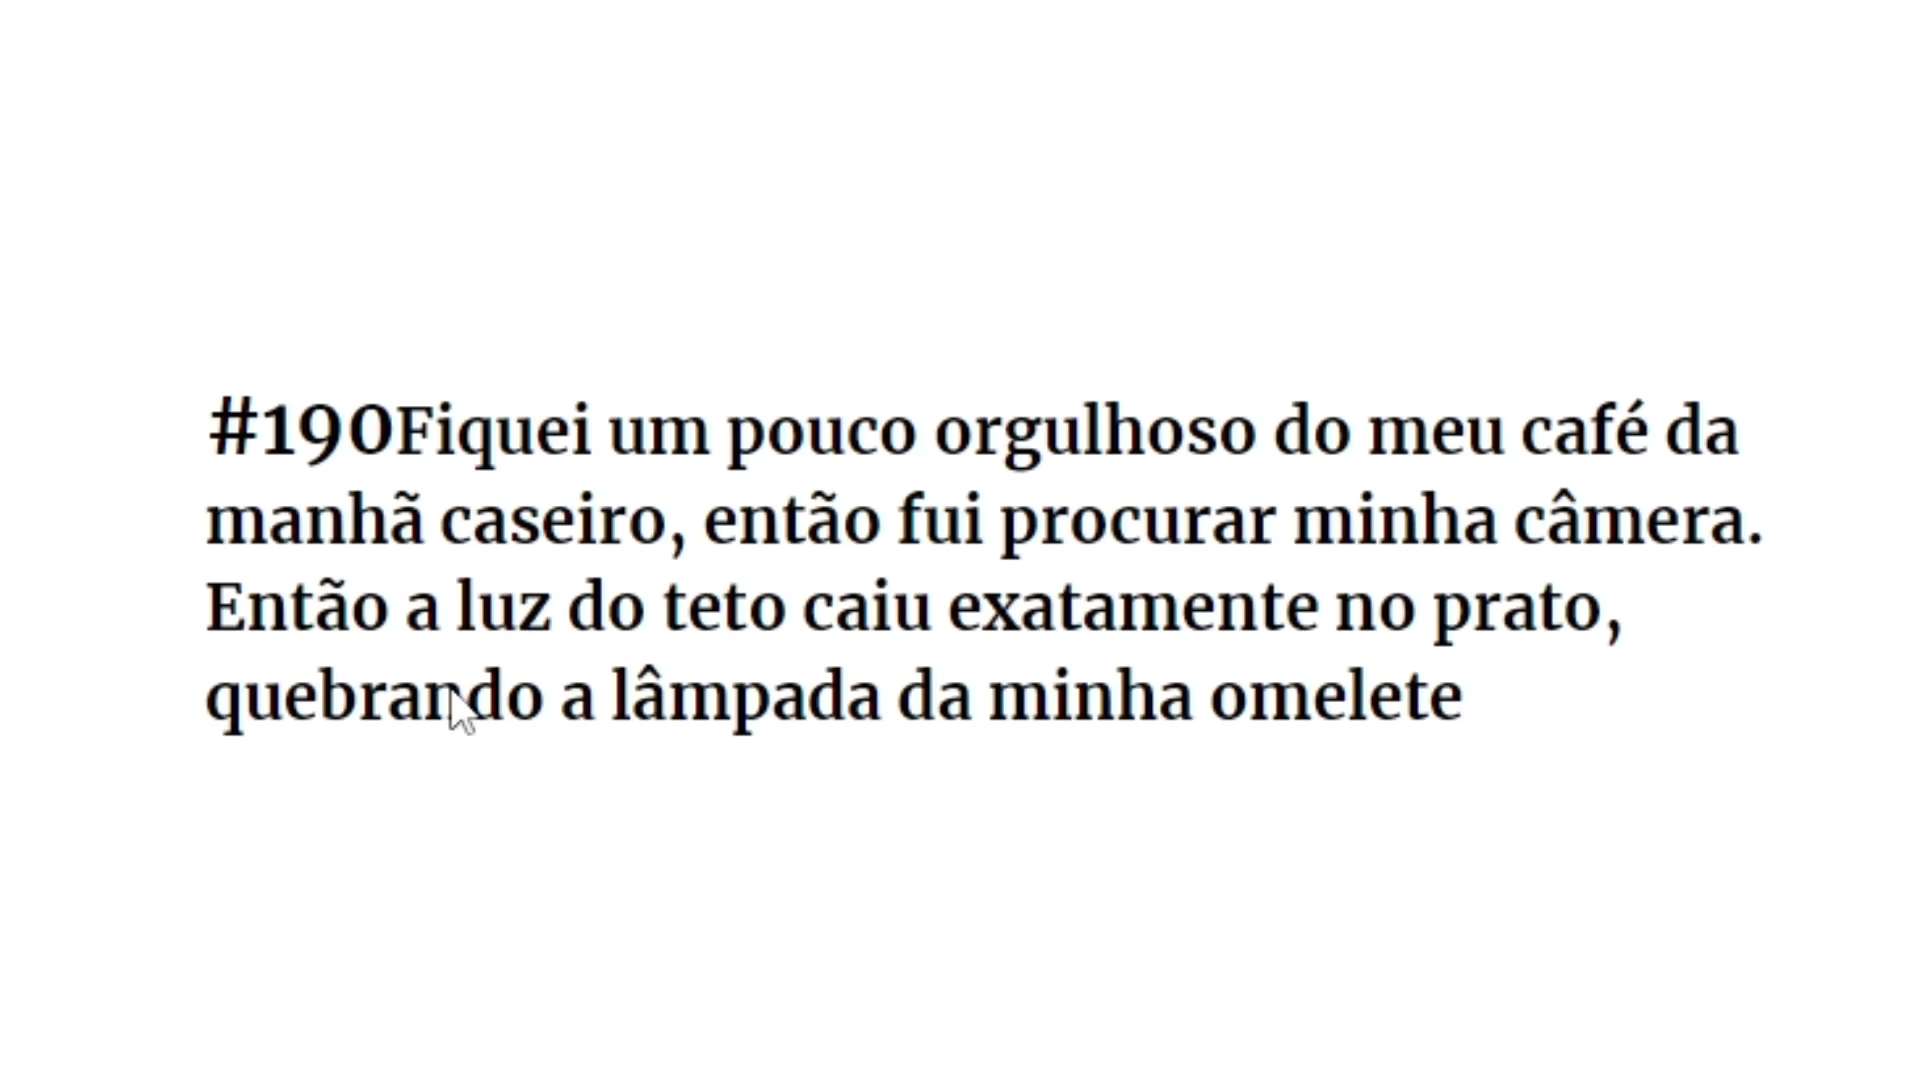 #190Fiquei um pouco orgulhoso do meu café da
manhã caseiro, então fui procurar minha câmera.
Então a luz do teto caiu exatamente no prato,
quebrando a lâmpada da minha omelete